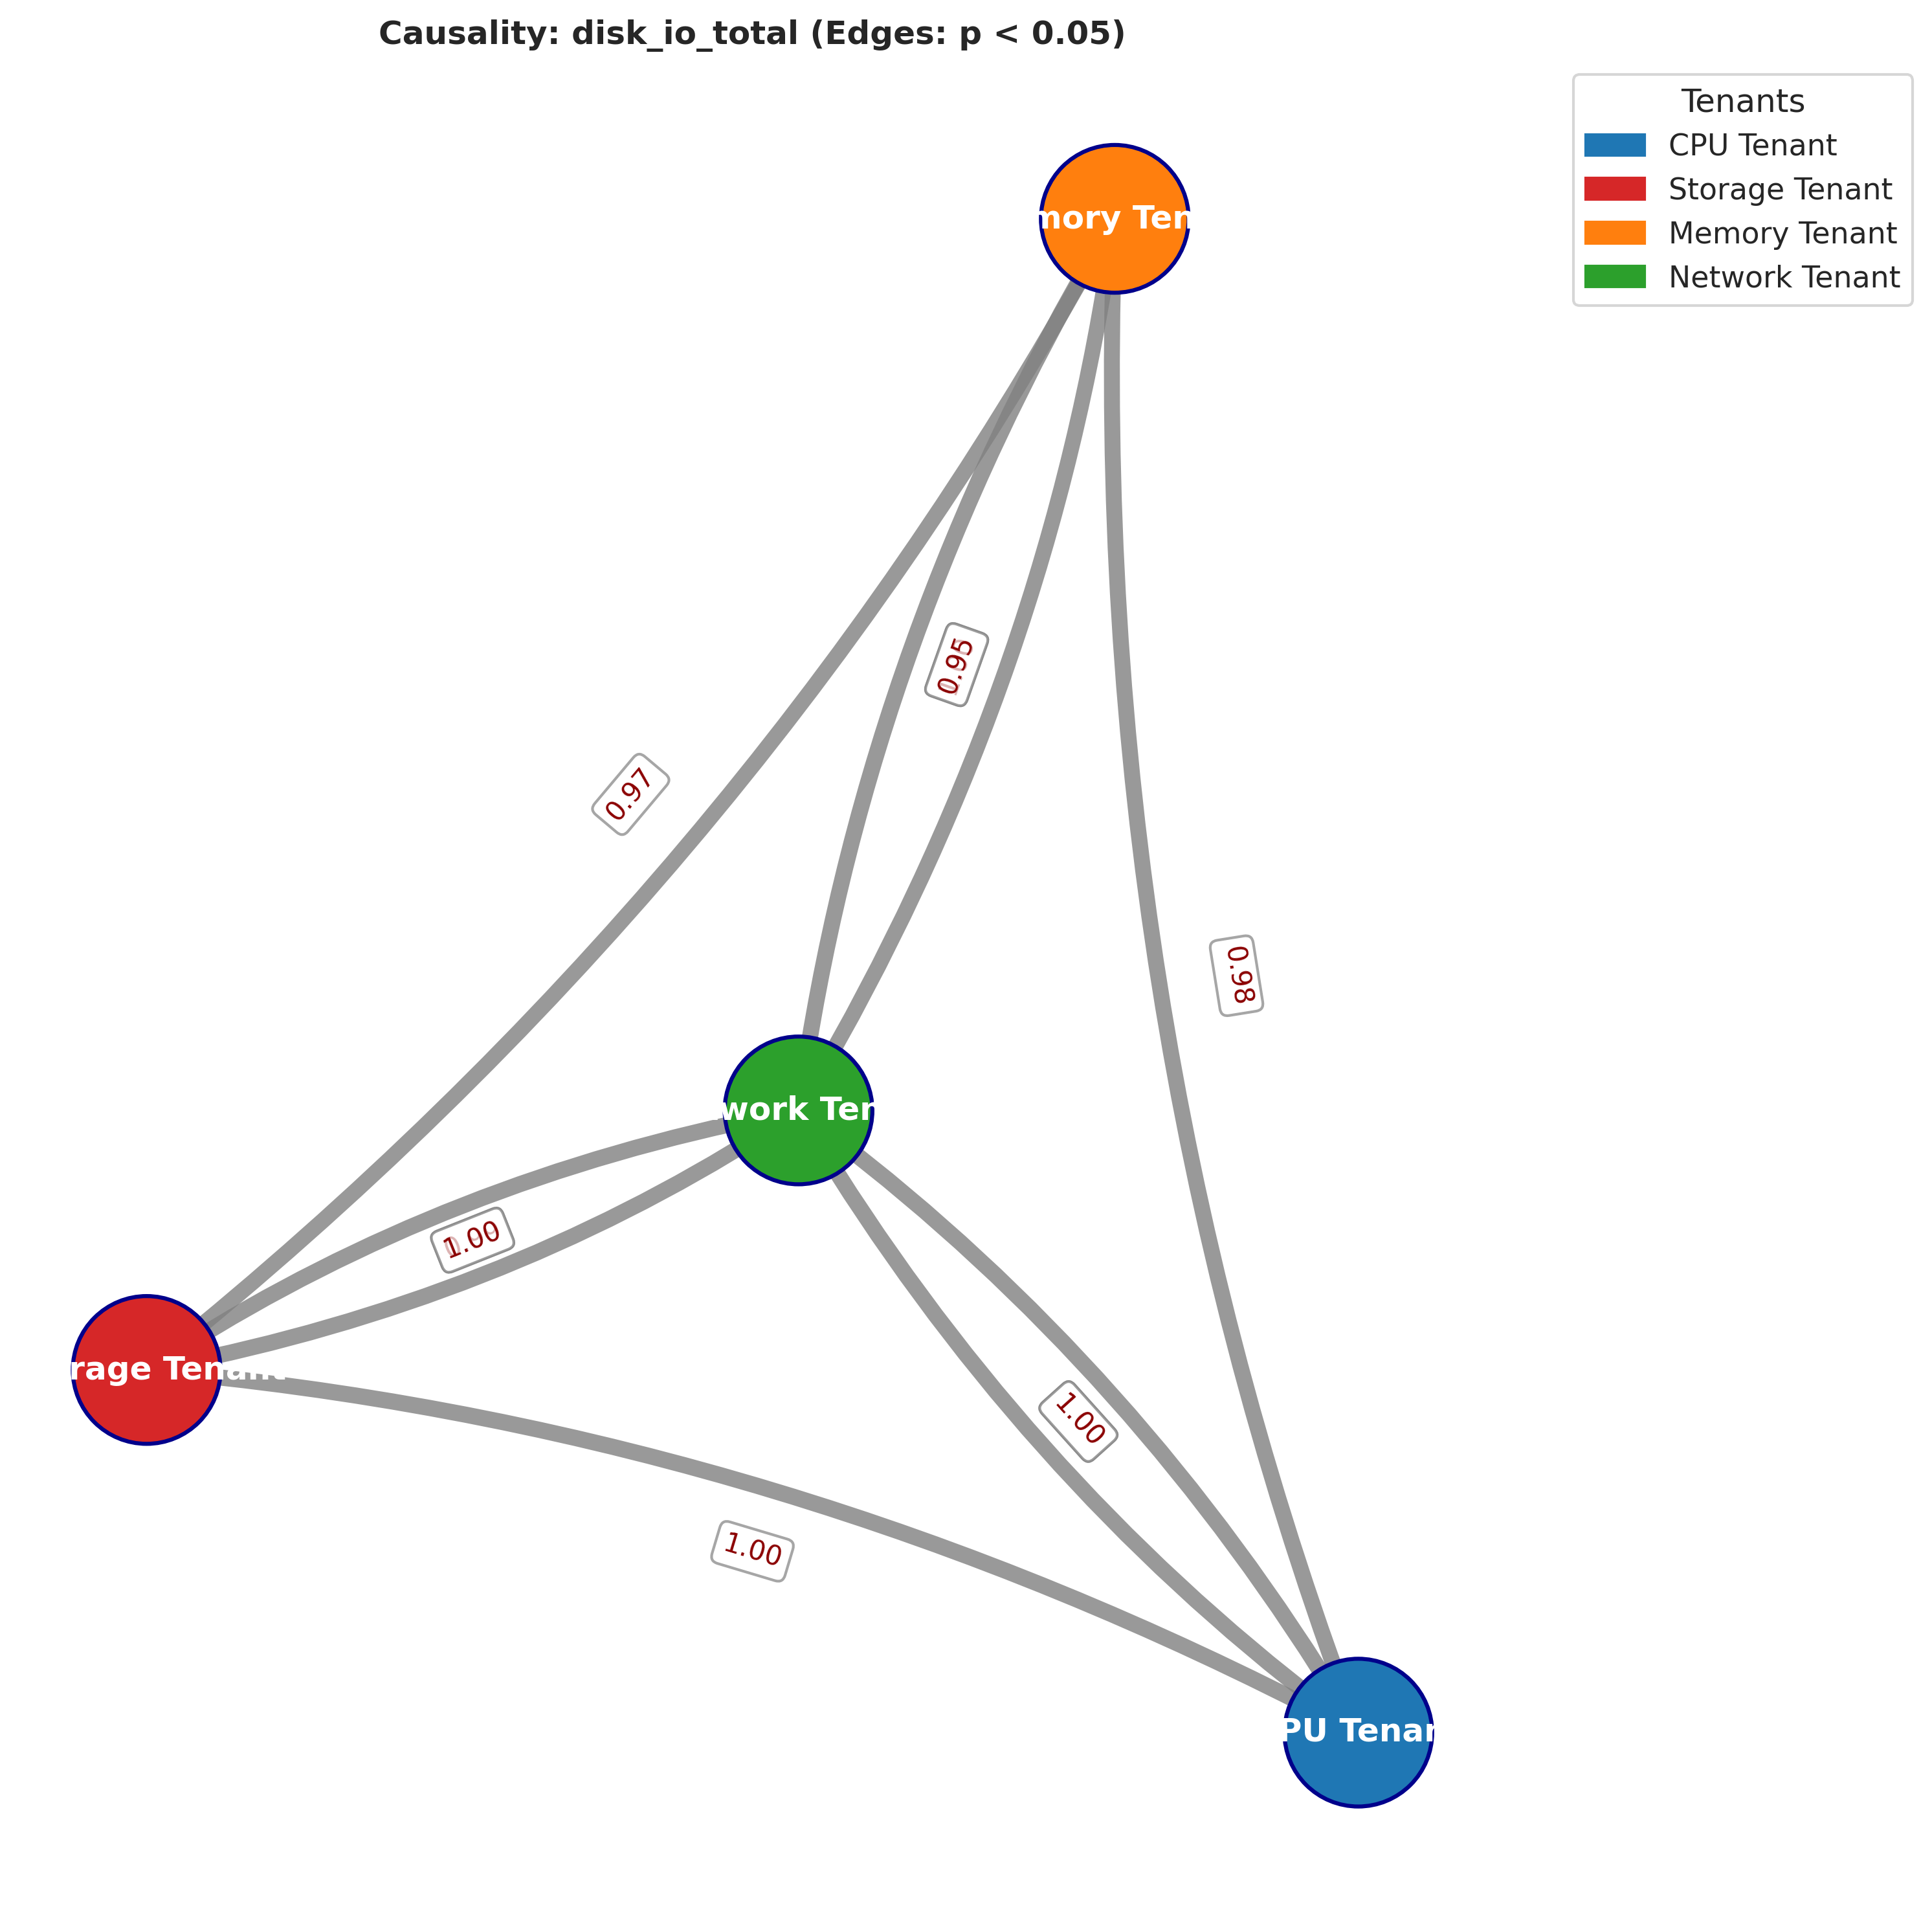 Causality: disk_io_total (Edges: p < 0.05)
Tenants
CPU Tenant
Storage Tenant
Memory Tenant
Network Tenant
mory Ten
0.95
0.97
0.98
work Ten
1.00
rage Tenant
1.00
1.00
PU Tenan